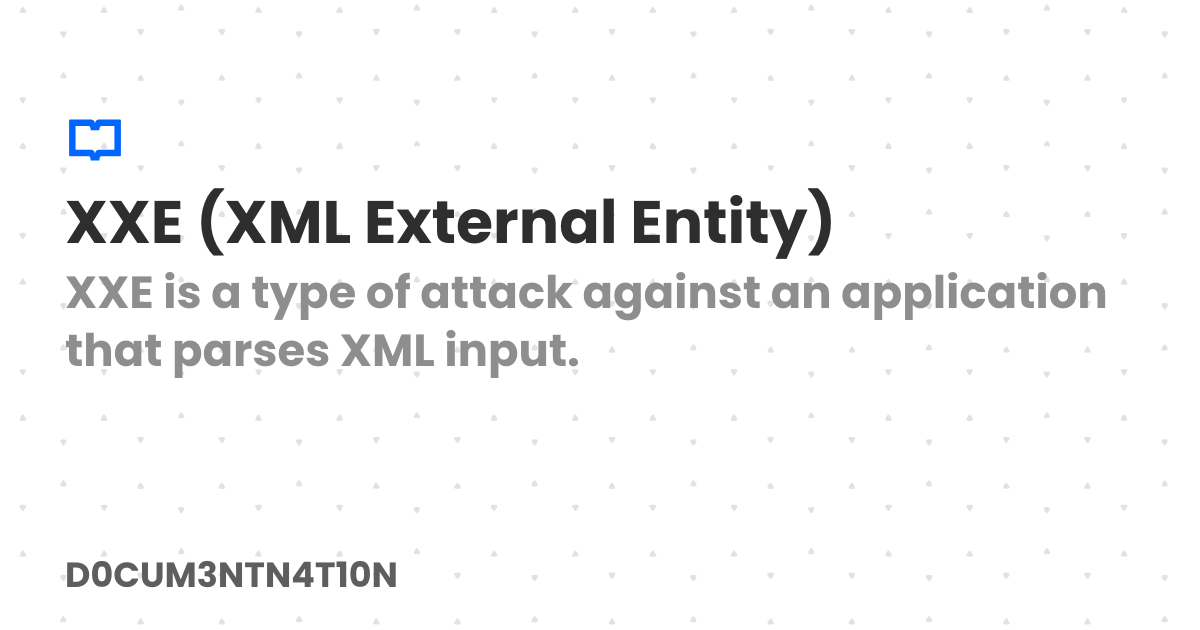 XXE (XML External Entity)
XXE is a type of attack against an application
that parses XML input.
D0CUM3NTN4T10N